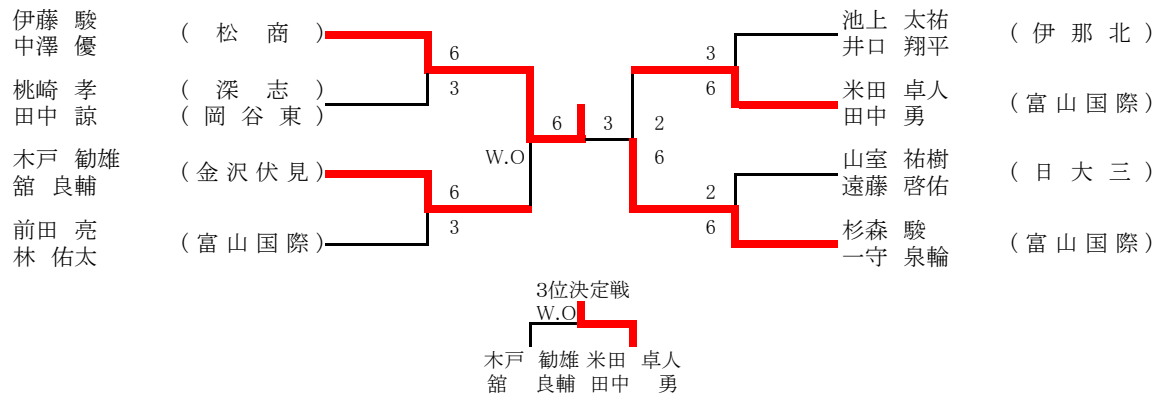 伊藤 駿
中澤 優
( 松 商 )
桃崎 孝
田中 諒
( 深 志 )
( 岡 谷 東 )
木戸 勧雄
舘 良輔
( 金 沢 伏 見 )
前田 亮
林 佑太
( 富 山 国 際 )
6
3
6
3
6
W.O
3
2
6
3
6
2
6
池上 太祐
井口 翔平
( 伊 那 北 )
米田 卓人
田中 勇
( 富 山 国 際 )
山室 祐樹
遠藤 啓佑
( 日 大 三 )
杉森 駿
一守 泉輪
( 富 山 国 際 )
3位決定戦
W.O
木戸 勧雄 米田 卓人
舘 良輔 田中 勇